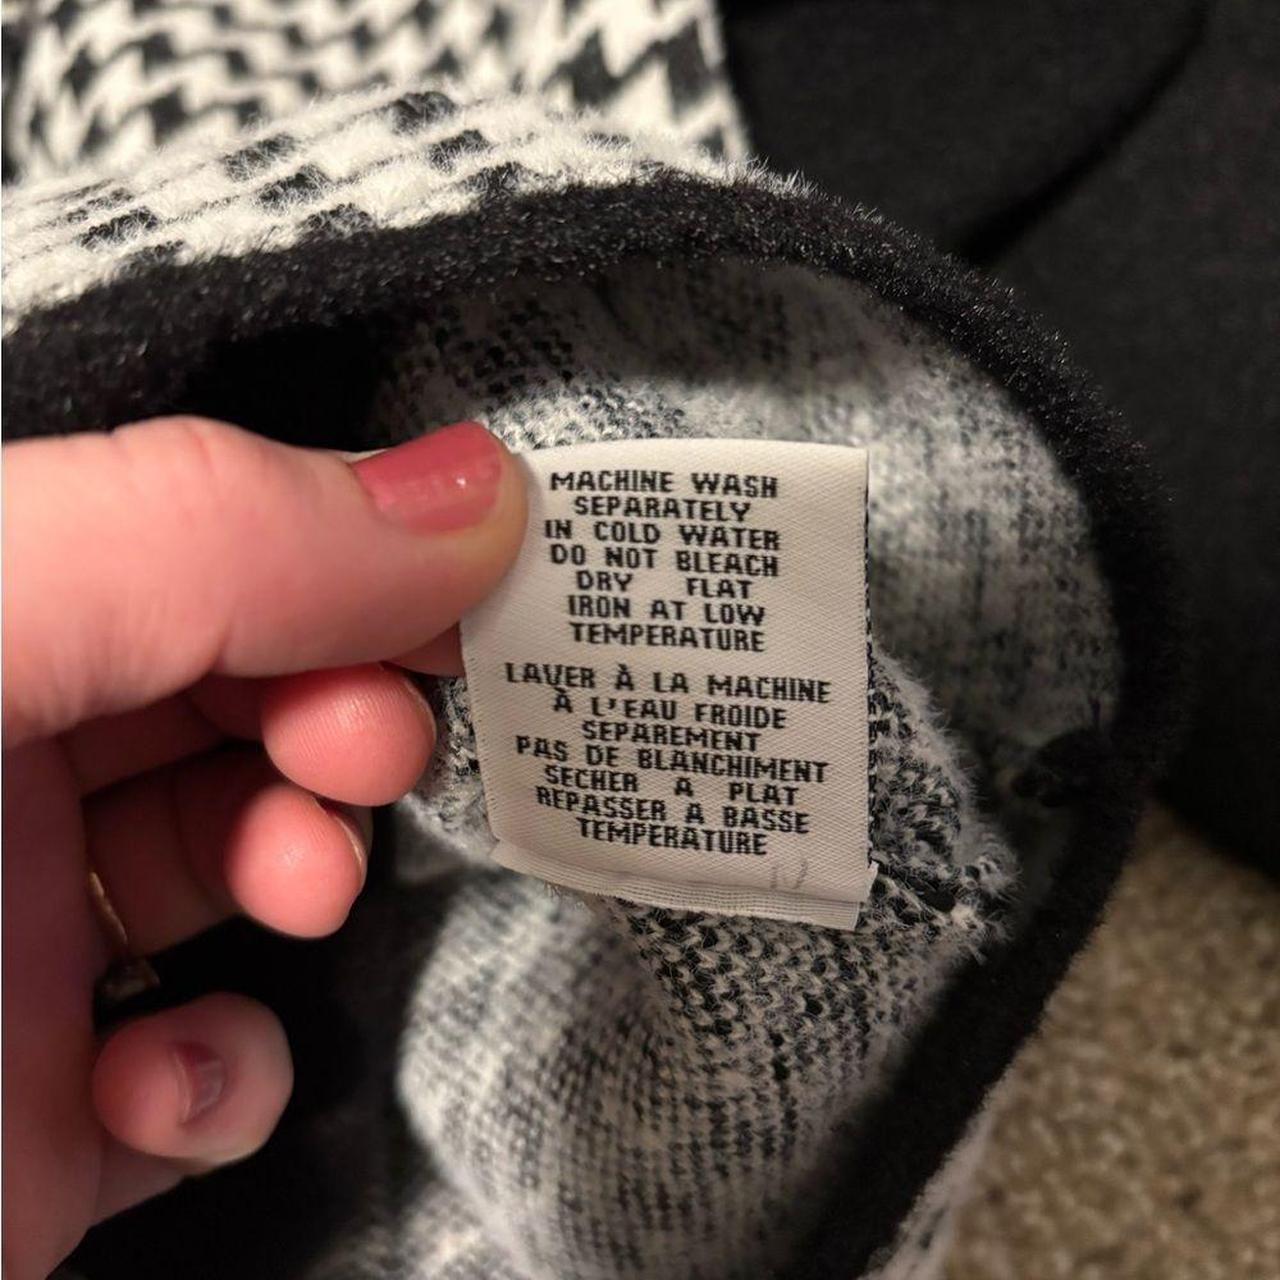 MACHINE WASH
SEPARATELY
IN COLD WATER
DO NOT BLEACH
DRY FLAT
IRON AT LOW
TEMPERATURE
LAVER À LA MACHINE
À L'EAU FROIDE
SEPAREMENT
PAS DE BLANCHIMENT
SECHER A PLAT
REPASSER A BASSE
TEMPERATURE